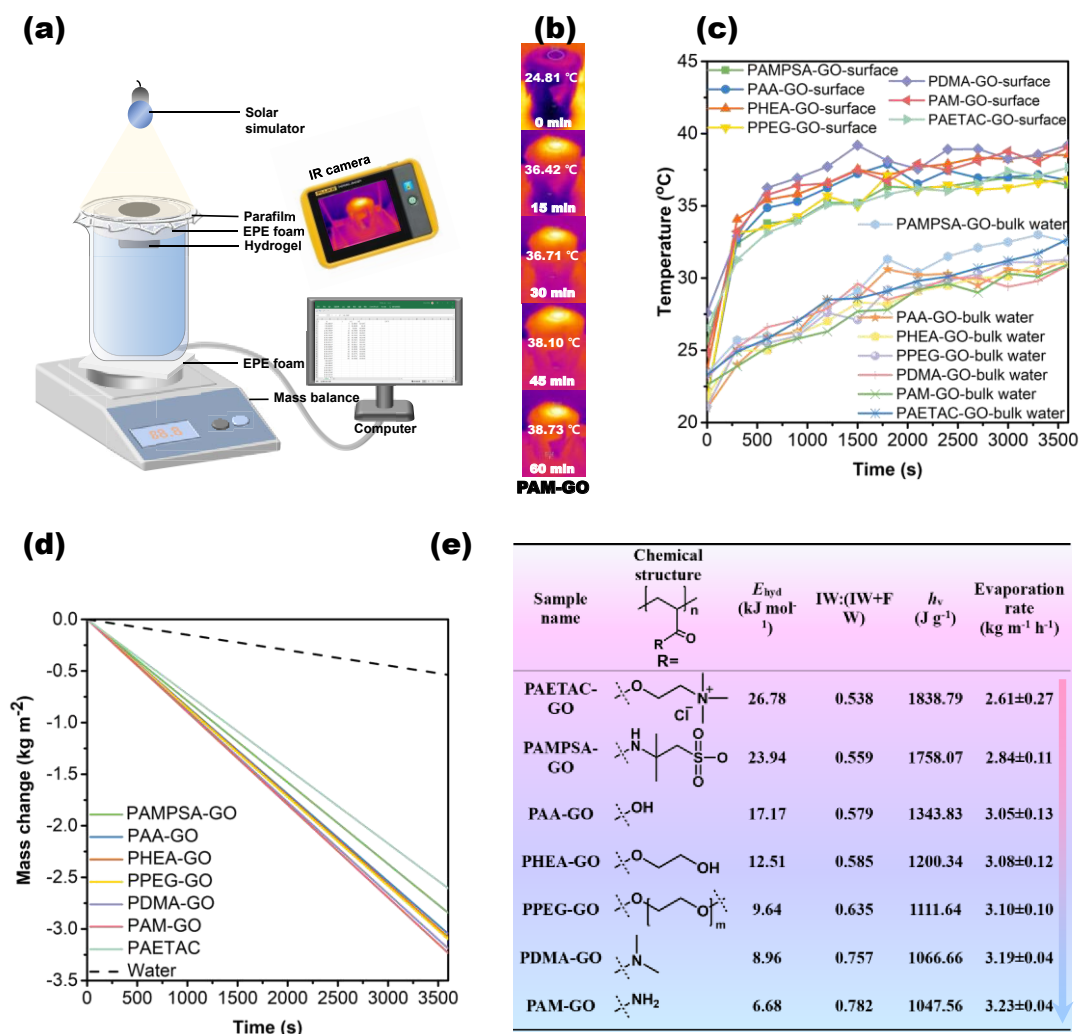 (a)
Solar
simulator
IR camera
Parafilm
EPE foam
Hydrogel
EPE foam
Mass balance
Computer
(b)
24.81 ℃
0 min
36.42 ℃
15 min
36.71 ℃
30 min
38.10 ℃
45 min
38.73 ℃
60 min
PAM-GO
(c)
PAMPSA-GO-surface
PAA-GO-surface
PHEA-GO-surface
PPEG-GO-surface
PDMA-GO-surface
PAM-GO-surface
PAETAC-GO-surface
PAMPSA-GO-bulk water
PAA-GO-bulk water
PHEA-GO-bulk water
PPEG-GO-bulk water
PDMA-GO-bulk water
PAM-GO-bulk water
PAETAC-GO-bulk water
Temperature (°C)
45
40
35
30
25
20
0 500 1000 1500 2000 2500 3000 3500
Time (s)
(d)
Mass change (kg m⁻²)
0.0
-0.5
-1.0
-1.5
-2.0
-2.5
-3.0
-3.5
PAMPSA-GO
PAA-GO
PHEA-GO
PPEG-GO
PDMA-GO
PAM-GO
PAETAC
Water
0 500 1000 1500 2000 2500 3000 3500
Time (s)
(e)
Sample
name
Chemical
structure
n
R
O
R=
Ehyd
(kJ mol-
1)
IW:(IW+F
W)
hv
(J g⁻¹)
Evaporation
rate
(kg m⁻¹ h⁻¹)
PAETAC-
GO
O
N+
Cl−
26.78 0.538 1838.79 2.61±0.27
PAMPSA-
GO
H
N
O
S
O
O
23.94 0.559 1758.07 2.84±0.11
PAA-GO OH 17.17 0.579 1343.83 3.05±0.13
PHEA-GO O OH 12.51 0.585 1200.34 3.08±0.12
PPEG-GO O O m 9.64 0.635 1111.64 3.10±0.10
PDMA-GO N 8.96 0.757 1066.66 3.19±0.04
PAM-GO NH₂ 6.68 0.782 1047.56 3.23±0.04